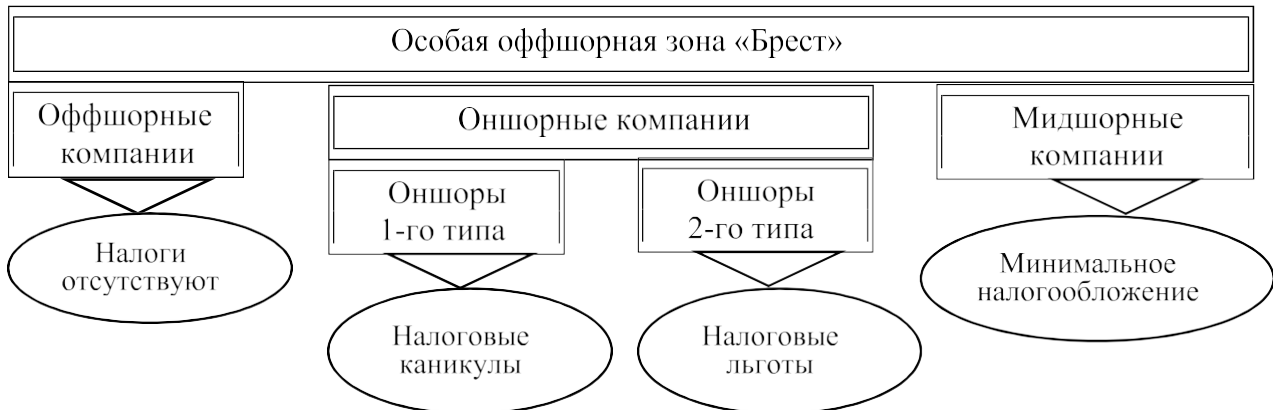 Особая оффшорная зона «Брест»
Оффшорные
компании
Оншорные компании
Мидшорные
компании
Оншоры
1-го типа
Оншоры
2-го типа
Налоги
отсутствуют
Налоговые
каникулы
Налоговые
льготы
Минимальное
налогообложение